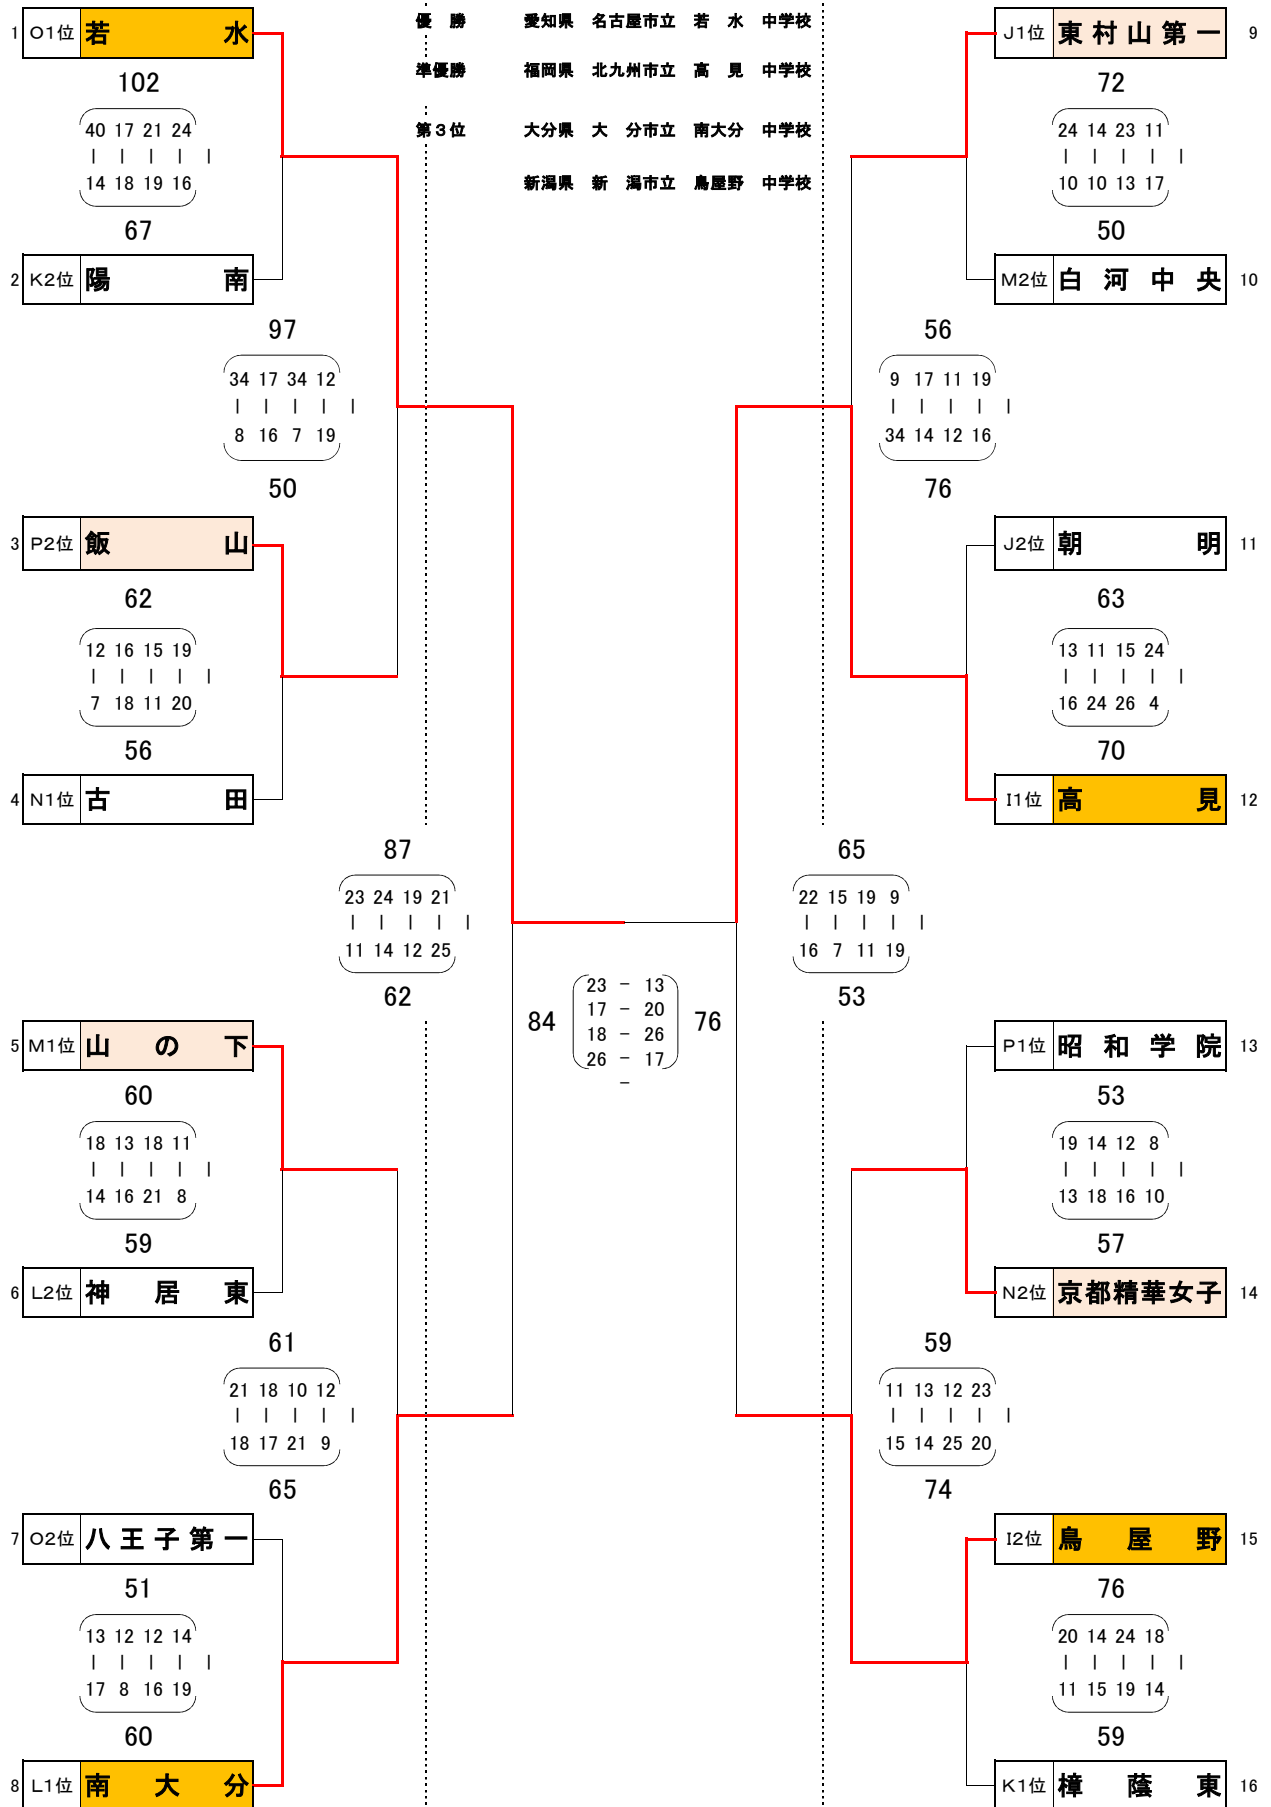 優　勝　愛知県　名古屋市立　若　水　中学校
準優勝　福岡県　北九州市立　高　見　中学校
第３位　大分県　大　分市立　南大分　中学校
新潟県　新　潟市立　鳥屋野　中学校
1 O1位 若水
102
40 17 21 24
| | | | |
14 18 19 16
67
2 K2位 陽南
97
34 17 34 12
| | | | |
8 16 7 19
50
3 P2位 飯山
62
12 16 15 19
| | | | |
7 18 11 20
56
4 N1位 古田
87
23 24 19 21
| | | | |
11 14 12 25
62
5 M1位 山の下
60
18 13 18 11
| | | | |
14 16 21 8
59
6 L2位 神居東
61
21 18 10 12
| | | | |
18 17 21 9
65
7 O2位 八王子第一
51
13 12 12 14
| | | | |
17 8 16 19
60
8 L1位 南大分
84
23 - 13
17 - 20
18 - 26
26 - 17
-
76
J1位 東村山第一 9
72
24 14 23 11
| | | | |
10 10 13 17
50
M2位 白河中央 10
56
9 17 11 19
| | | | |
34 14 12 16
76
J2位 朝明 11
63
13 11 15 24
| | | | |
16 24 26 4
70
I1位 高見 12
65
22 15 19 9
| | | | |
16 7 11 19
53
P1位 昭和学院 13
53
19 14 12 8
| | | | |
13 18 16 10
57
N2位 京都精華女子 14
59
11 13 12 23
| | | | |
15 14 25 20
74
I2位 鳥屋野 15
76
20 14 24 18
| | | | |
11 15 19 14
59
K1位 樟蔭東 16